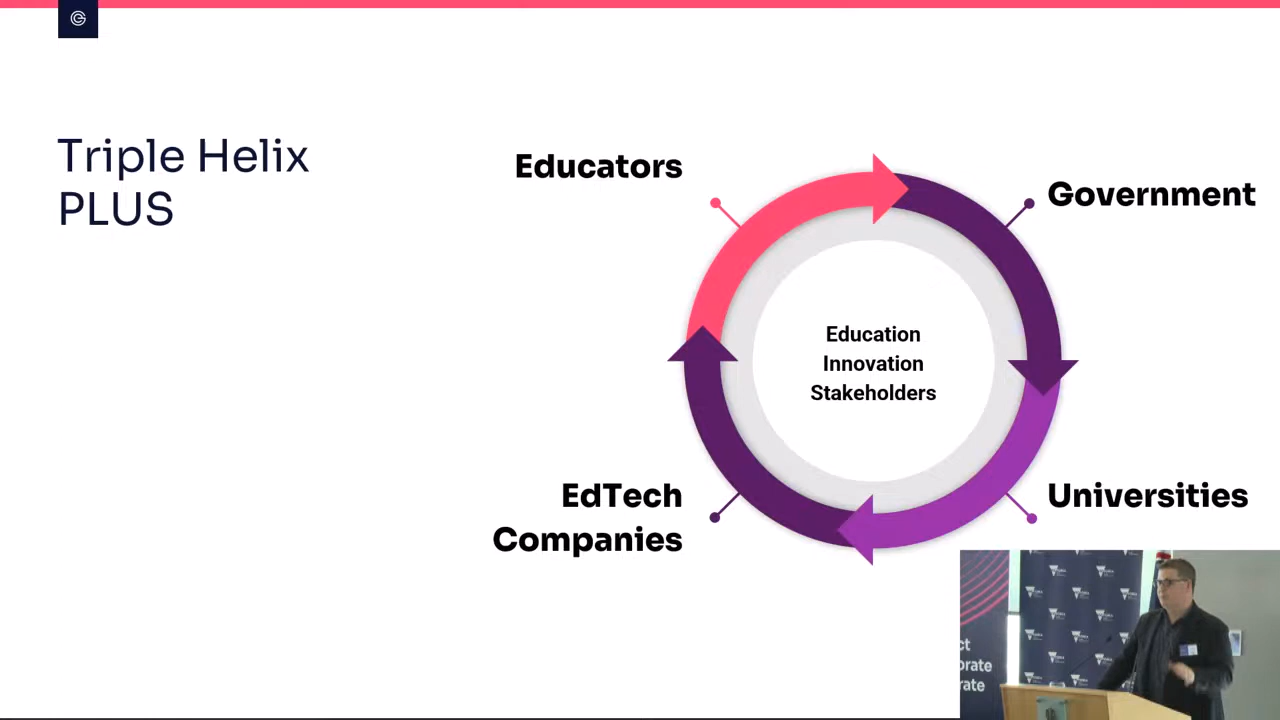 Triple Helix
PLUS
Educators
Government
Education
Innovation
Stakeholders
EdTech
Companies
Universities